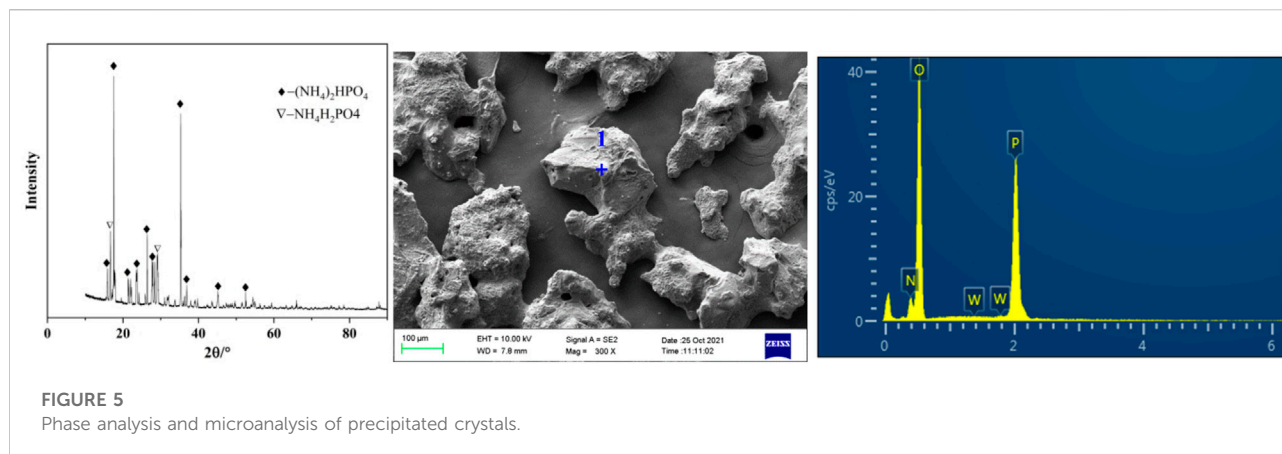 Intensity
♦–(NH₄)₂HPO₄
▽–NH₄H₂PO4
20 40 60 80
2θ/°
1
+
100 µm
EHT = 10.00 kV Signal A = SE2 Date :25 Oct 2021
WD = 7.8 mm Mag = 300 X Time :11:11:02
ZEISS
40
20
0
cps/eV
O
P
N
W W
0 2 4 6
FIGURE 5
Phase analysis and microanalysis of precipitated crystals.